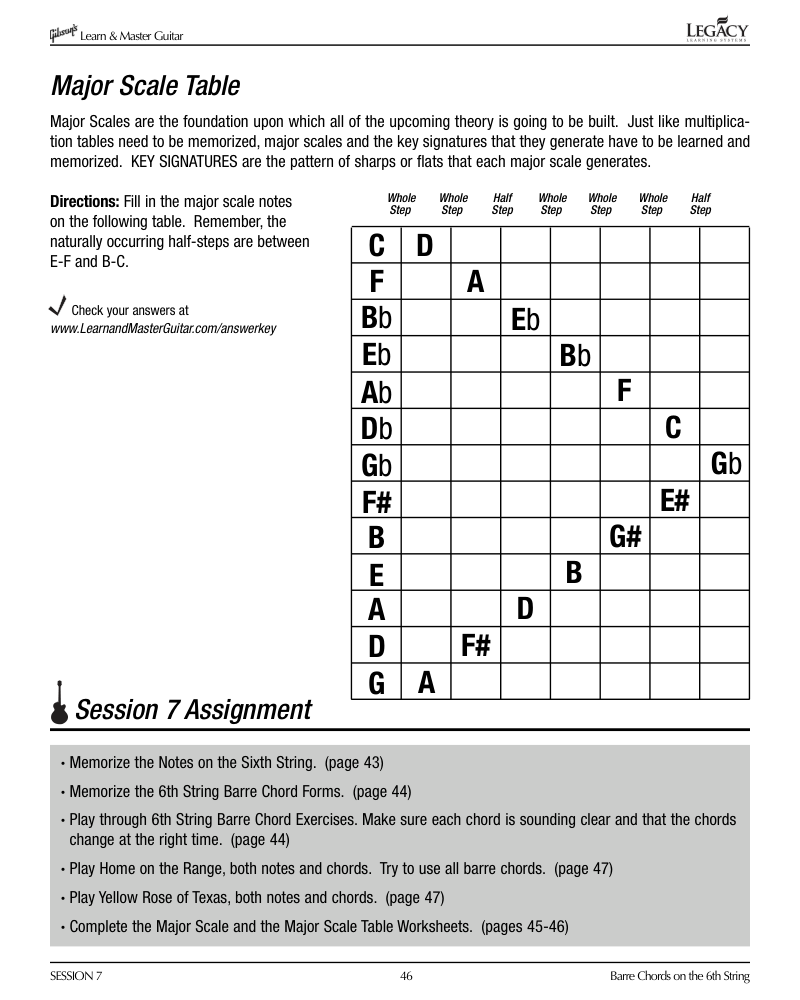 Gibson's Learn & Master Guitar
LEGACY
LEARNING SYSTEMS
Major Scale Table
Major Scales are the foundation upon which all of the upcoming theory is going to be built.  Just like multiplica-
tion tables need to be memorized, major scales and the key signatures that they generate have to be learned and
memorized.  KEY SIGNATURES are the pattern of sharps or flats that each major scale generates.
Directions: Fill in the major scale notes
on the following table.  Remember, the
naturally occurring half-steps are between
E-F and B-C.
Check your answers at
www.LearnandMasterGuitar.com/answerkey
Whole Whole Half Whole Whole Whole Half
Step Step Step Step Step Step Step
C D
F A
Bb Eb
Eb Bb
Ab F
Db C
Gb Gb
F# E#
B G#
E B
A D
D F#
G A
Session 7 Assignment
• Memorize the Notes on the Sixth String.  (page 43)
• Memorize the 6th String Barre Chord Forms.  (page 44)
• Play through 6th String Barre Chord Exercises. Make sure each chord is sounding clear and that the chords
change at the right time.  (page 44)
• Play Home on the Range, both notes and chords.  Try to use all barre chords.  (page 47)
• Play Yellow Rose of Texas, both notes and chords.  (page 47)
• Complete the Major Scale and the Major Scale Table Worksheets.  (pages 45-46)
SESSION 7 46 Barre Chords on the 6th String